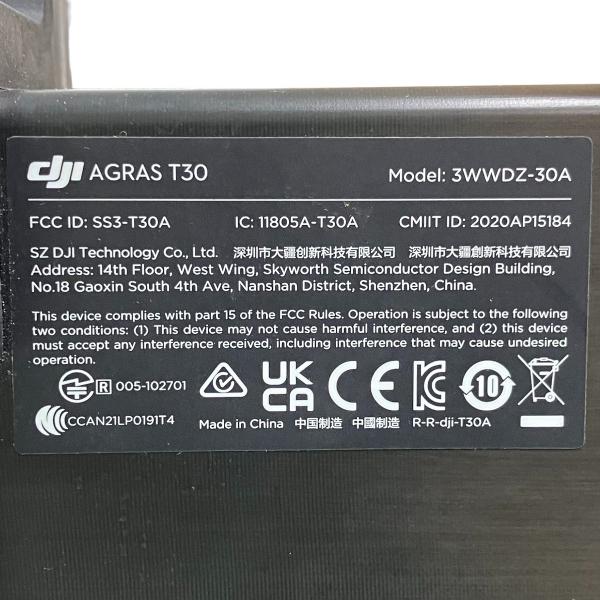 dji AGRAS T30 Model: 3WWDZ-30A
FCC ID: SS3-T30A IC: 11805A-T30A CMIIT ID: 2020AP15184
SZ DJI Technology Co., Ltd. 深圳市大疆创新科技有限公司 深圳市大疆創新科技有限公司
Address: 14th Floor, West Wing, Skyworth Semiconductor Design Building,
No.18 Gaoxin South 4th Ave, Nanshan District, Shenzhen, China.
This device complies with part 15 of the FCC Rules. Operation is subject to the following
two conditions: (1) This device may not cause harmful interference, and (2) this device
must accept any interference received, including interference that may cause undesired
operation.
R 005-102701 UK CA CE 10
CCAN21LP0191T4 Made in China 中国制造 中國製造 R-R-dji-T30A